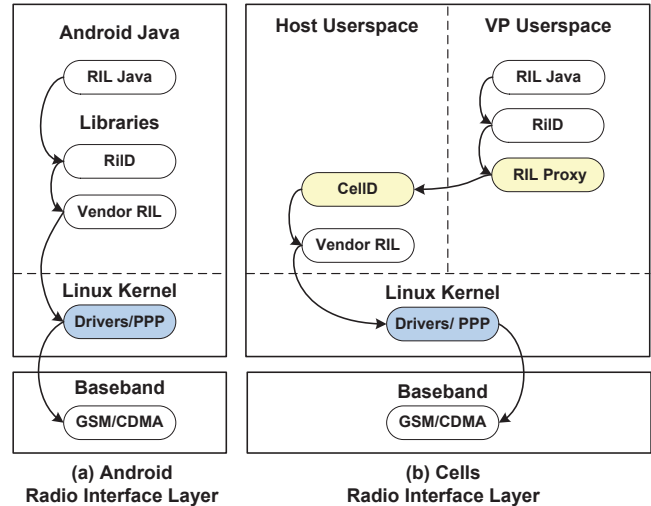 Android Java
RIL Java
Libraries
RilD
Vendor RIL
Linux Kernel
Drivers/PPP
Baseband
GSM/CDMA
(a) Android
Radio Interface Layer
Host Userspace
VP Userspace
RIL Java
RilD
RIL Proxy
CellD
Vendor RIL
Linux Kernel
Drivers/ PPP
Baseband
GSM/CDMA
(b) Cells
Radio Interface Layer